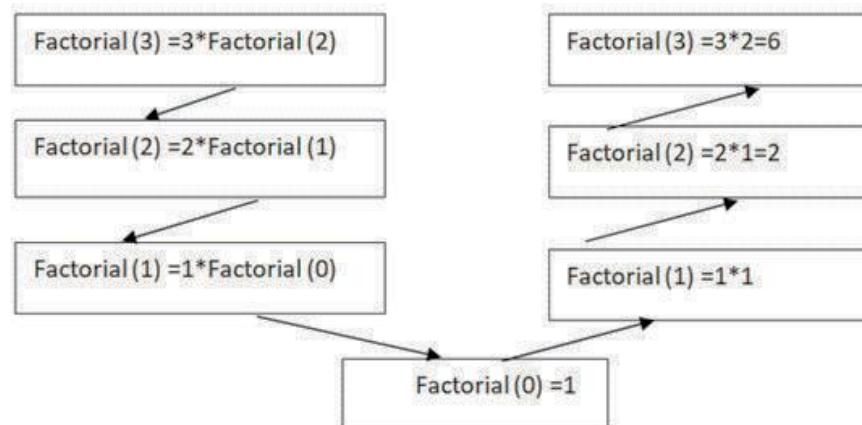 Factorial (3) =3*Factorial (2)
Factorial (2) =2*Factorial (1)
Factorial (1) =1*Factorial (0)
Factorial (0) =1
Factorial (1) =1*1
Factorial (2) =2*1=2
Factorial (3) =3*2=6